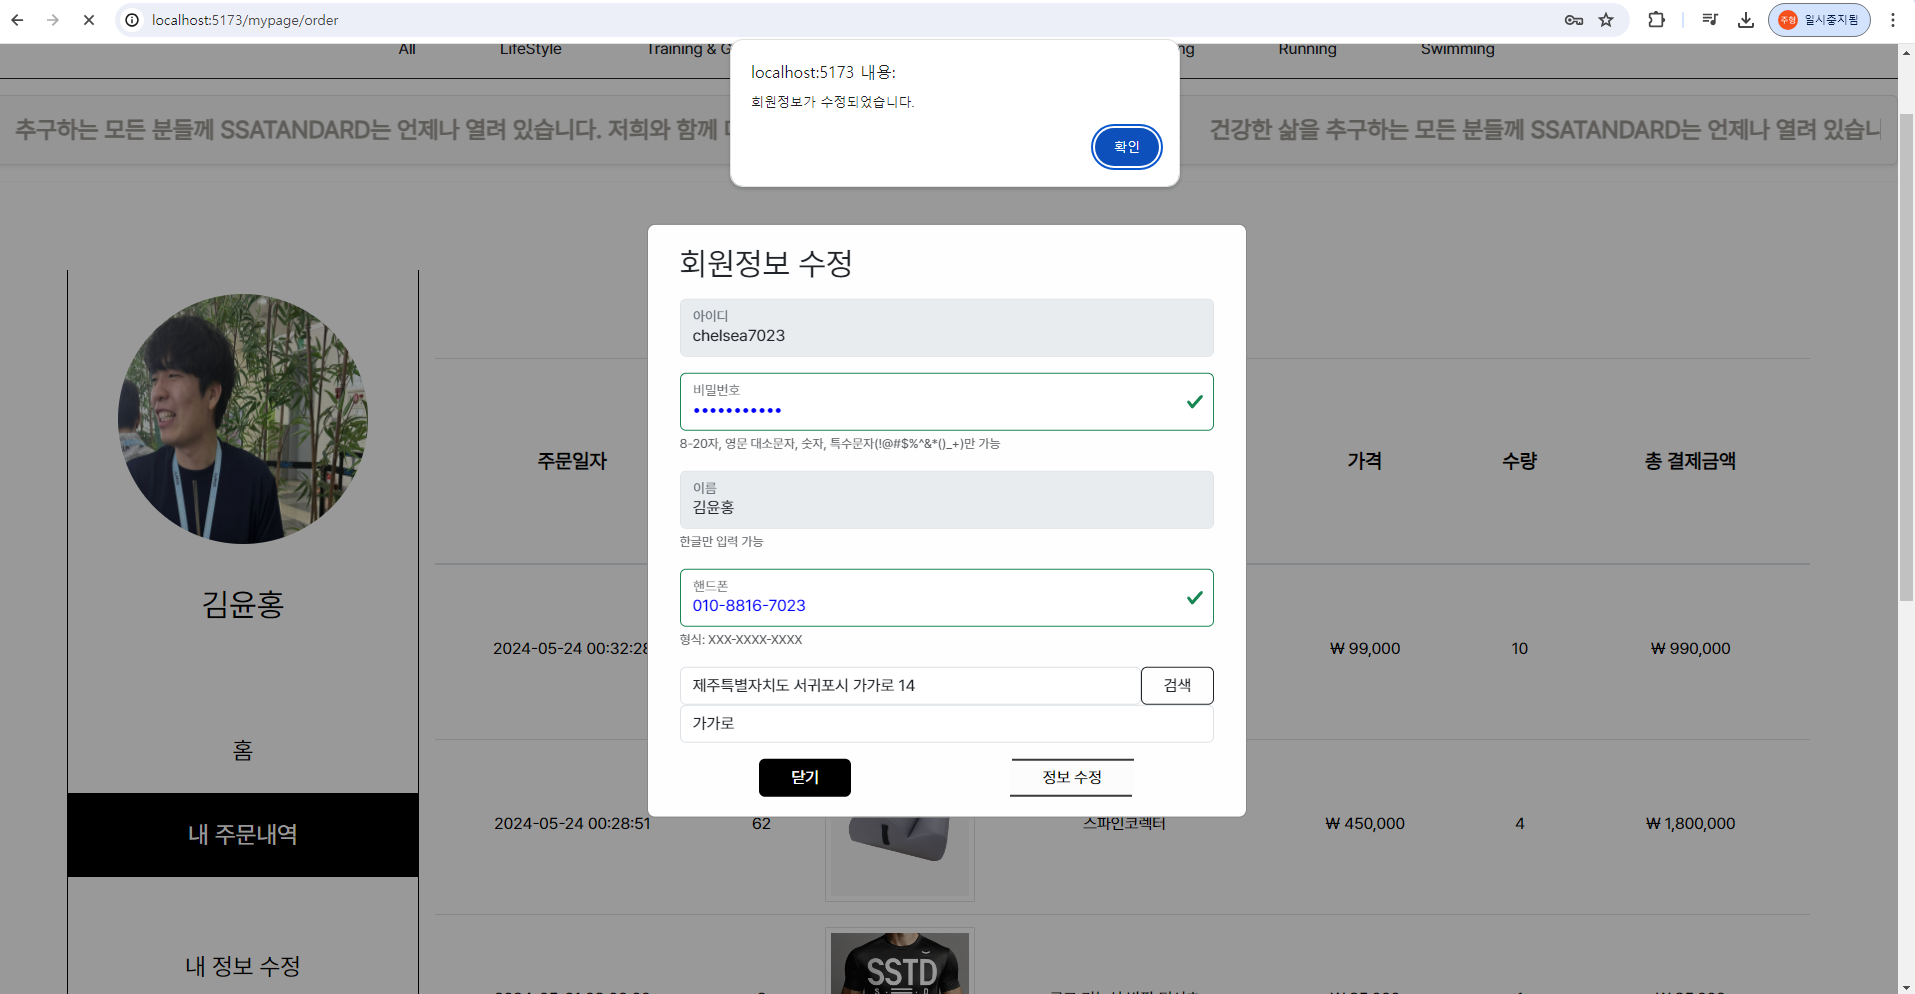 localhost:5173/mypage/order
주형 일시중지됨
All LifeStyle Training & G ng Running Swimming
localhost:5173 내용:
회원정보가 수정되었습니다.
확인
추구하는 모든 분들께 SSATANDARD는 언제나 열려 있습니다. 저희와 함께 건강한 삶을 추구하는 모든 분들께 SSATANDARD는 언제나 열려 있습니
회원정보 수정
아이디
chelsea7023
비밀번호
•••••••••••
8-20자, 영문 대소문자, 숫자, 특수문자(!@#$%^&*()_+)만 가능
이름
김윤홍
한글만 입력 가능
핸드폰
010-8816-7023
형식: XXX-XXXX-XXXX
제주특별자치도 서귀포시 가가로 14 검색
가가로
닫기 정보 수정
김윤홍
홈
내 주문내역
내 정보 수정
주문일자 가격 수량 총 결제금액
2024-05-24 00:32:28 ₩ 99,000 10 ₩ 990,000
2024-05-24 00:28:51 62 스파인코렉터 ₩ 450,000 4 ₩ 1,800,000
SSTD